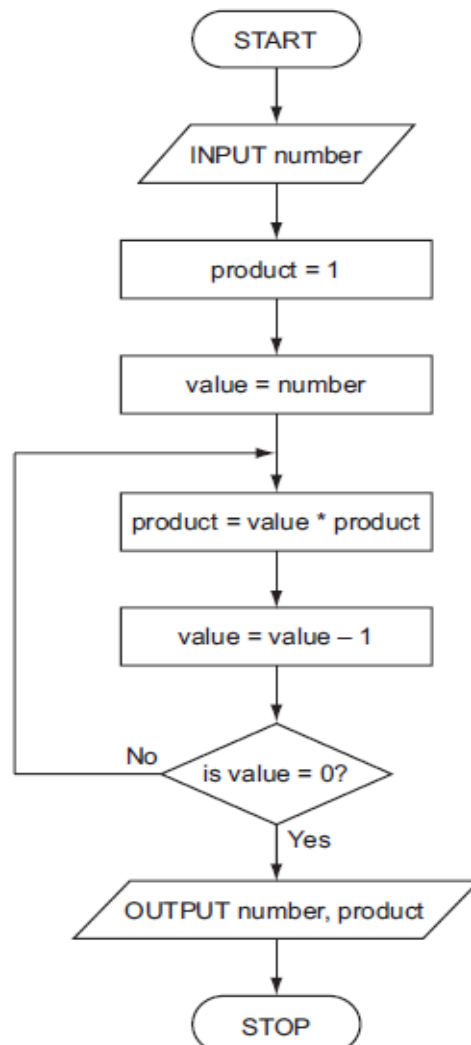 START
INPUT number
product = 1
value = number
product = value * product
value = value – 1
No
is value = 0?
Yes
OUTPUT number, product
STOP